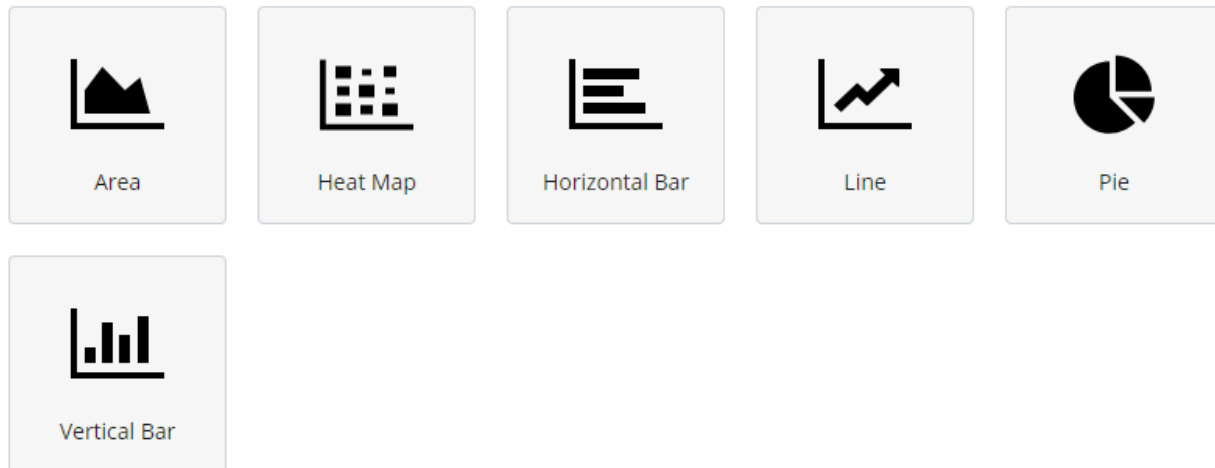 Area
Heat Map
Horizontal Bar
Line
Pie
Vertical Bar